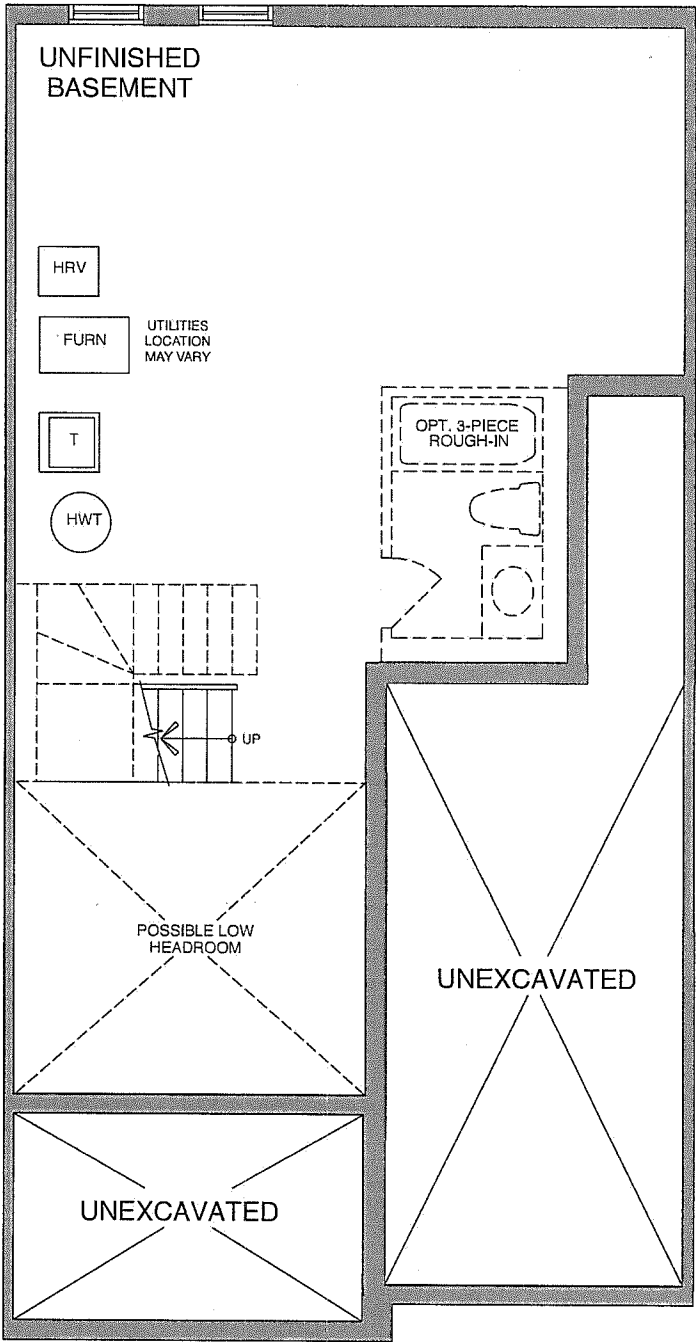 UNFINISHED
BASEMENT
HRV
FURN
UTILITIES
LOCATION
MAY VARY
OPT. 3-PIECE
ROUGH-IN
T
HWT
UP
POSSIBLE LOW
HEADROOM
UNEXCAVATED
UNEXCAVATED